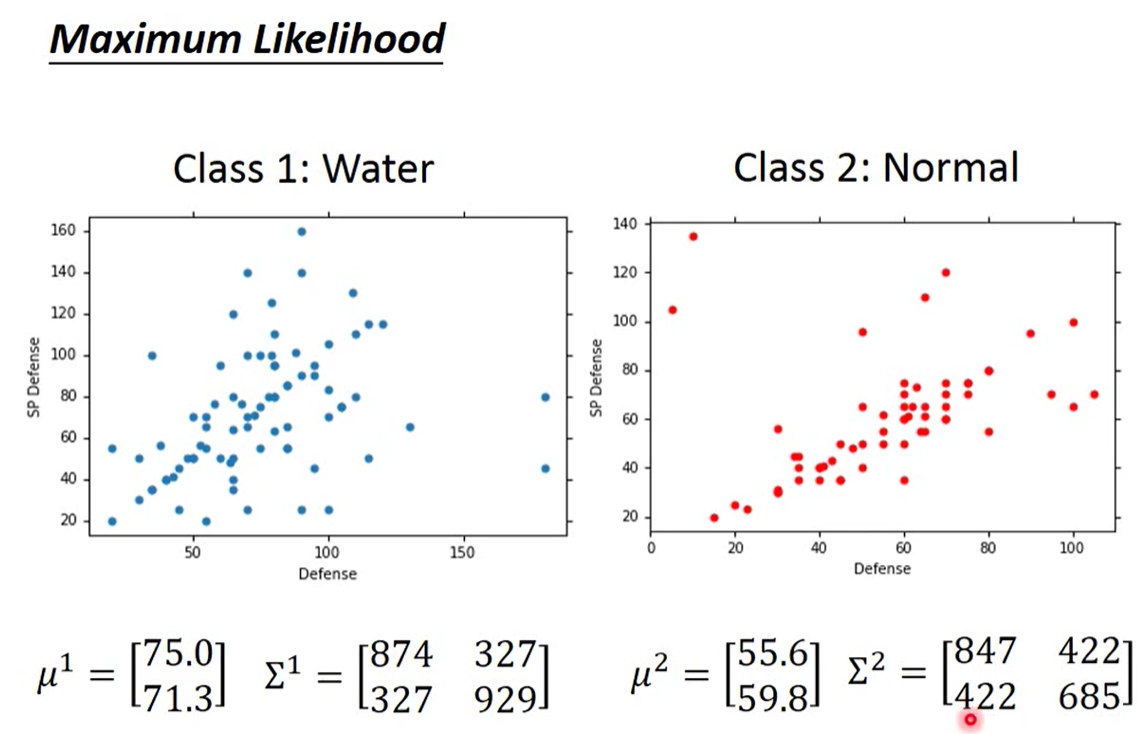 Maximum Likelihood
Class 1: Water
160
140
120
100
80
60
40
20
SP Defense
50 100 150
Defense
Class 2: Normal
140
120
100
80
60
40
20
SP Defense
0 20 40 60 80 100
Defense
μ¹ = [75.0
71.3]
Σ¹ = [874 327
327 929]
μ² = [55.6
59.8]
Σ² = [847 422
422 685]